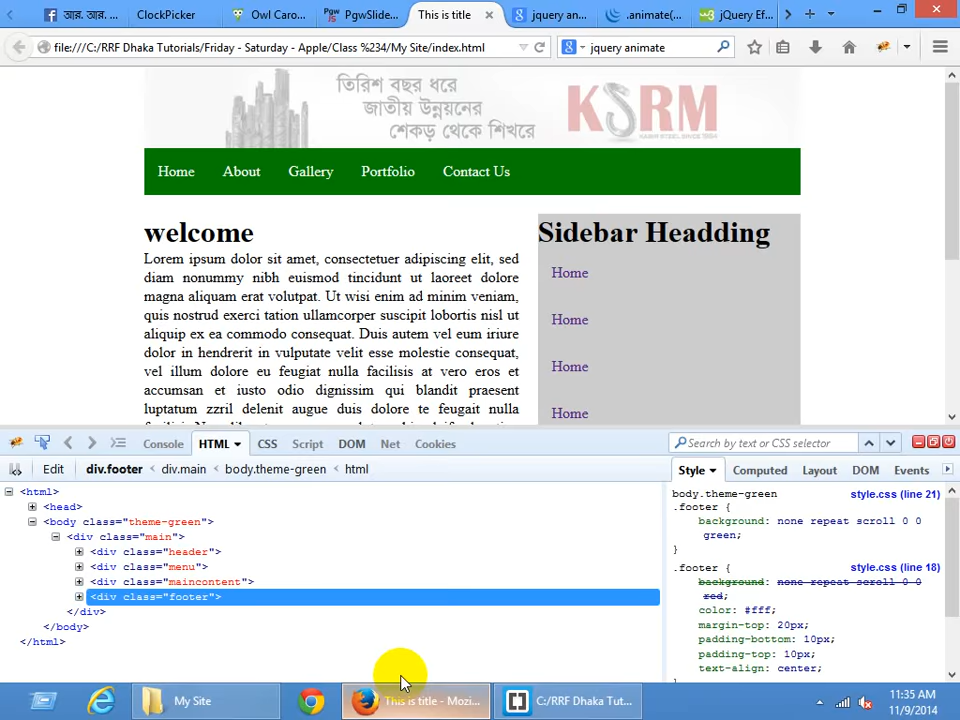 আর. আর. ...
ClockPicker
Owl Caro...
PgwSlide...
This is title
jquery an...
.animate(...
jQuery Ef...
file:///C:/RRF Dhaka Tutorials/Friday - Saturday - Apple/Class %234/My Site/index.html
jquery animate
তিরিশ বছর ধরে
জাতীয় উন্নয়নের
শেকড় থেকে শিখরে
KSRM
KABIR STEEL SINCE 1984
Home About Gallery Portfolio Contact Us
welcome
Lorem ipsum dolor sit amet, consectetuer adipiscing elit, sed
diam nonummy nibh euismod tincidunt ut laoreet dolore
magna aliquam erat volutpat. Ut wisi enim ad minim veniam,
quis nostrud exerci tation ullamcorper suscipit lobortis nisl ut
aliquip ex ea commodo consequat. Duis autem vel eum iriure
dolor in hendrerit in vulputate velit esse molestie consequat,
vel illum dolore eu feugiat nulla facilisis at vero eros et
accumsan et iusto odio dignissim qui blandit praesent
luptatum zzril delenit augue duis dolore te feugait nulla
Sidebar Headding
Home
Home
Home
Home
Console HTML CSS Script DOM Net Cookies
Search by text or CSS selector
Edit div.footer < div.main < body.theme-green < html
Style Computed Layout DOM Events
<html>
<head>
<body class="theme-green">
<div class="main">
<div class="header">
<div class="menu">
<div class="maincontent">
<div class="footer">
</div>
</body>
</html>
body.theme-green style.css (line 21)
.footer {
background: none repeat scroll 0 0
green;
}
.footer { style.css (line 18)
background: none repeat scroll 0 0
red;
color: #fff;
margin-top: 20px;
padding-bottom: 10px;
padding-top: 10px;
text-align: center;
My Site
This is title - Mozi...
C:/RRF Dhaka Tut...
11:35 AM
11/9/2014